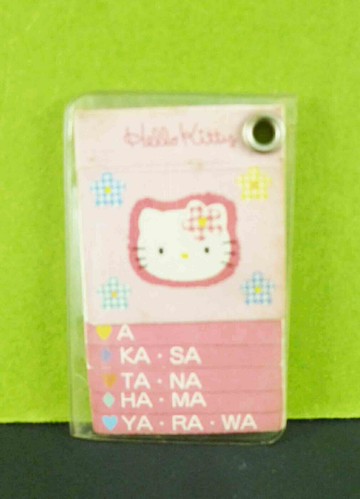 Hello Kitty
A
KA · SA
TA · NA
HA · MA
YA · RA · WA